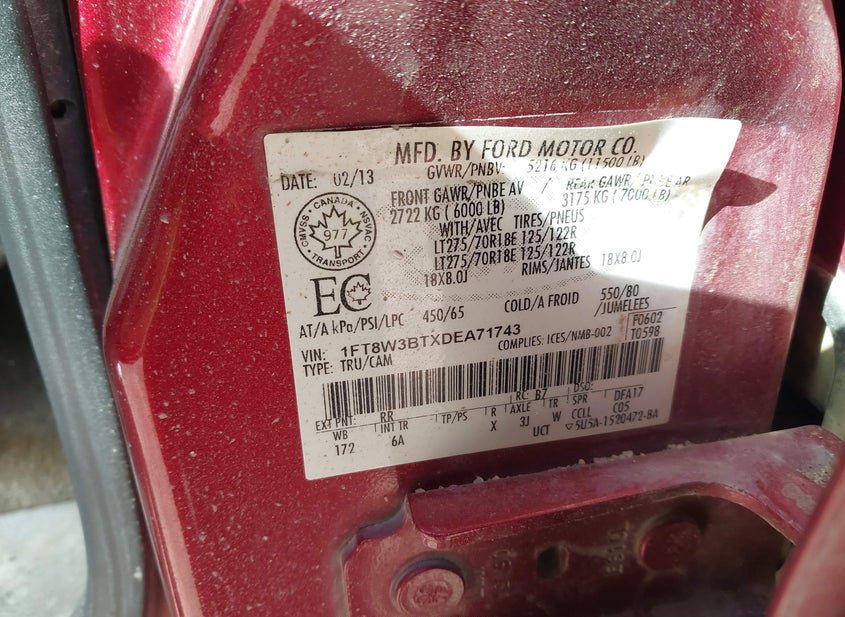 MFD. BY FORD MOTOR CO.
DATE: 02/13
GVWR/PNBV: 5216 KG (11500 LB)
FRONT GAWR/PNBE AV / REAR GAWR/ PNBE AR
2722 KG ( 6000 LB) 3175 KG ( 7000 LB)
WITH/AVEC TIRES/PNEUS
LT275/70R18E 125/122R
LT275/70R18E 125/122R
18X8.0J RIMS/JANTES 18X8.0J
CMVSS • CANADA • NSVAC
977
• TRANSPORT •
EC
AT/A kPa/PSI/LPC 450/65 COLD/A FROID 550/80
/JUMELEES
VIN: 1FT8W3BTXDEA71743 COMPLIES: ICES/NMB-002 F0602
TYPE: TRU/CAM T0598
RC: BZ DSO:
EXT PNT: RR
WB INT TR TP/PS R AXLE TR SPR DFA17
172 6A X 3J W CCLL C05
UCT 5U5A-1520472-BA